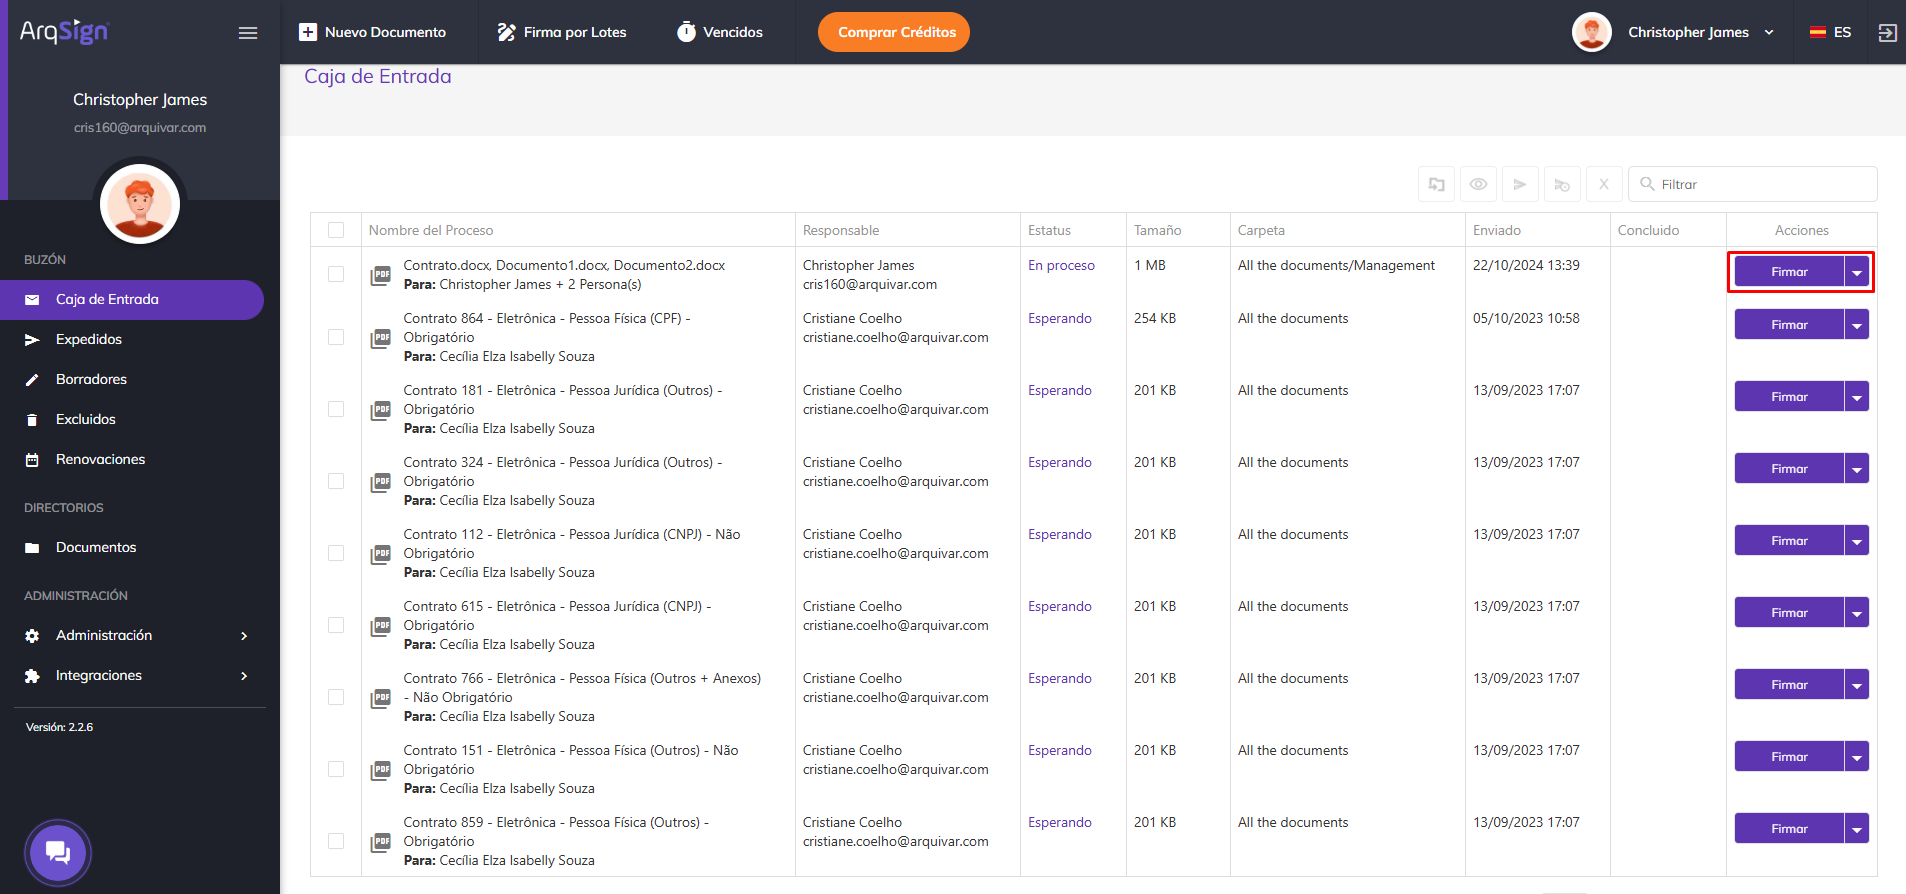 ArqSign
Nuevo Documento
Firma por Lotes
Vencidos
Comprar Créditos
Christopher James
ES
Christopher James
cris160@arquivar.com
BUZÓN
Caja de Entrada
Expedidos
Borradores
Excluidos
Renovaciones
DIRECTORIOS
Documentos
ADMINISTRACIÓN
Administración
Integraciones
Versión: 2.2.6
Caja de Entrada
X
Filtrar
Nombre del Proceso Responsable Estatus Tamaño Carpeta Enviado Concluido Acciones
PDF Contrato.docx, Documento1.docx, Documento2.docx Christopher James En proceso 1 MB All the documents/Management 22/10/2024 13:39 Firmar
Para: Christopher James + 2 Persona(s) cris160@arquivar.com
PDF Contrato 864 - Eletrônica - Pessoa Física (CPF) - Cristiane Coelho Esperando 254 KB All the documents 05/10/2023 10:58 Firmar
Obrigatório cristiane.coelho@arquivar.com
Para: Cecília Elza Isabelly Souza
PDF Contrato 181 - Eletrônica - Pessoa Jurídica (Outros) - Cristiane Coelho Esperando 201 KB All the documents 13/09/2023 17:07 Firmar
Obrigatório cristiane.coelho@arquivar.com
Para: Cecília Elza Isabelly Souza
PDF Contrato 324 - Eletrônica - Pessoa Jurídica (Outros) - Cristiane Coelho Esperando 201 KB All the documents 13/09/2023 17:07 Firmar
Obrigatório cristiane.coelho@arquivar.com
Para: Cecília Elza Isabelly Souza
PDF Contrato 112 - Eletrônica - Pessoa Jurídica (CNPJ) - Não Cristiane Coelho Esperando 201 KB All the documents 13/09/2023 17:07 Firmar
Obrigatório cristiane.coelho@arquivar.com
Para: Cecília Elza Isabelly Souza
PDF Contrato 615 - Eletrônica - Pessoa Jurídica (CNPJ) - Cristiane Coelho Esperando 201 KB All the documents 13/09/2023 17:07 Firmar
Obrigatório cristiane.coelho@arquivar.com
Para: Cecília Elza Isabelly Souza
PDF Contrato 766 - Eletrônica - Pessoa Física (Outros + Anexos) Cristiane Coelho Esperando 201 KB All the documents 13/09/2023 17:07 Firmar
- Não Obrigatório cristiane.coelho@arquivar.com
Para: Cecília Elza Isabelly Souza
PDF Contrato 151 - Eletrônica - Pessoa Física (Outros) - Não Cristiane Coelho Esperando 201 KB All the documents 13/09/2023 17:07 Firmar
Obrigatório cristiane.coelho@arquivar.com
Para: Cecília Elza Isabelly Souza
PDF Contrato 859 - Eletrônica - Pessoa Física (Outros) - Cristiane Coelho Esperando 201 KB All the documents 13/09/2023 17:07 Firmar
Obrigatório cristiane.coelho@arquivar.com
Para: Cecília Elza Isabelly Souza